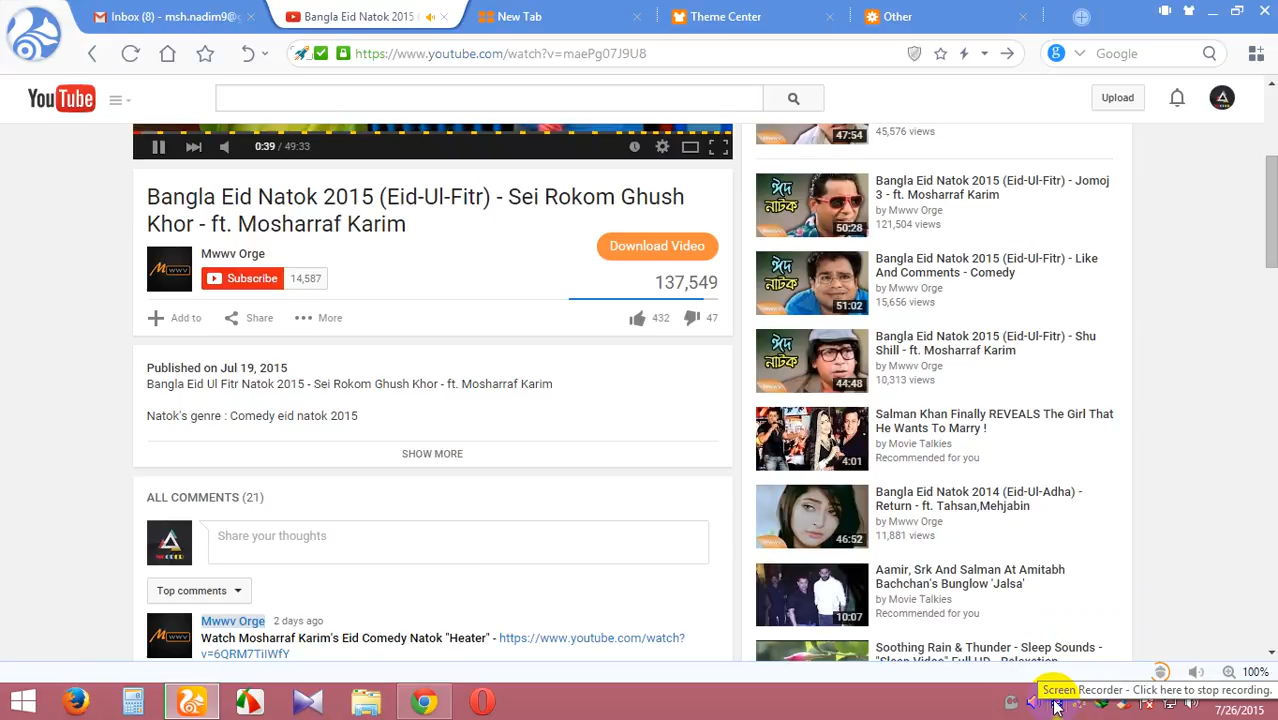 Inbox (8) - msh.nadim9@g
Bangla Eid Natok 2015
New Tab
Theme Center
Other
https://www.youtube.com/watch?v=maePg07J9U8
Google
YouTube
Upload
0:39 / 49:33
47:54
45,576 views
Bangla Eid Natok 2015 (Eid-Ul-Fitr) - Sei Rokom Ghush
Khor - ft. Mosharraf Karim
Mwwv Orge
Download Video
Subscribe 14,587
137,549
Add to
Share
More
432
47
Published on Jul 19, 2015
Bangla Eid Ul Fitr Natok 2015 - Sei Rokom Ghush Khor - ft. Mosharraf Karim
Natok's genre : Comedy eid natok 2015
SHOW MORE
ALL COMMENTS (21)
Share your thoughts
Top comments
Mwwv Orge 2 days ago
Watch Mosharraf Karim's Eid Comedy Natok "Heater" - https://www.youtube.com/watch?
v=6QRM7TiIWfY
ঈদ
নাটক
50:28
Bangla Eid Natok 2015 (Eid-Ul-Fitr) - Jomoj
3 - ft. Mosharraf Karim
by Mwwv Orge
121,504 views
ঈদ
নাটক
51:02
Bangla Eid Natok 2015 (Eid-Ul-Fitr) - Like
And Comments - Comedy
by Mwwv Orge
15,656 views
ঈদ
নাটক
44:48
Bangla Eid Natok 2015 (Eid-Ul-Fitr) - Shu
Shill - ft. Mosharraf Karim
by Mwwv Orge
10,313 views
4:01
Salman Khan Finally REVEALS The Girl That
He Wants To Marry !
by Movie Talkies
Recommended for you
46:52
Bangla Eid Natok 2014 (Eid-Ul-Adha) -
Return - ft. Tahsan,Mehjabin
by Mwwv Orge
11,881 views
10:07
Aamir, Srk And Salman At Amitabh
Bachchan's Bunglow 'Jalsa'
by Movie Talkies
Recommended for you
Soothing Rain & Thunder - Sleep Sounds -
"Sleep Video" Full HD - Relaxation
100%
Screen Recorder - Click here to stop recording.
7/26/2015